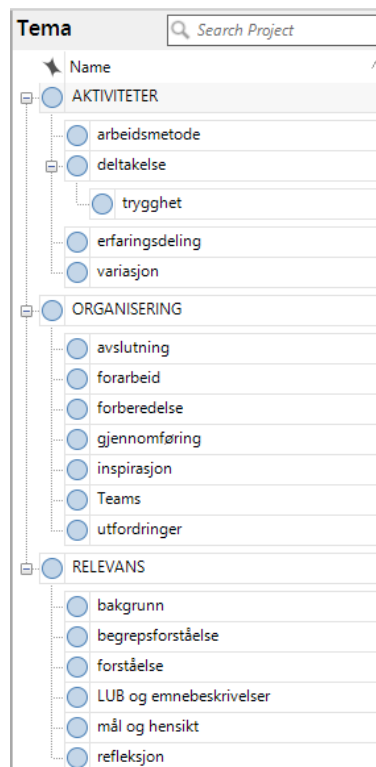 Tema
Search Project
Name
AKTIVITETER
arbeidsmetode
deltakelse
trygghet
erfaringsdeling
variasjon
ORGANISERING
avslutning
forarbeid
forberedelse
gjennomføring
inspirasjon
Teams
utfordringer
RELEVANS
bakgrunn
begrepsforståelse
forståelse
LUB og emnebeskrivelser
mål og hensikt
refleksjon